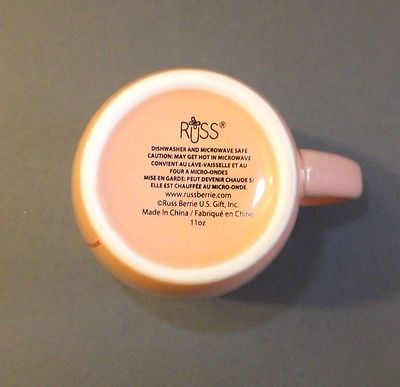 RUSS®
DISHWASHER AND MICROWAVE SAFE
CAUTION: MAY GET HOT IN MICROWAVE
CONVIENT AU LAVE-VAISSELLE ET AU
FOUR A MICRO-ONDES
MISE EN GARDE: PEUT DEVENIR CHAUDE SI
ELLE EST CHAUFFÉE AU MICRO-ONDE
www.russberrie.com
©Russ Berrie U.S. Gift, Inc.
Made In China / Fabriqué en Chine
11oz